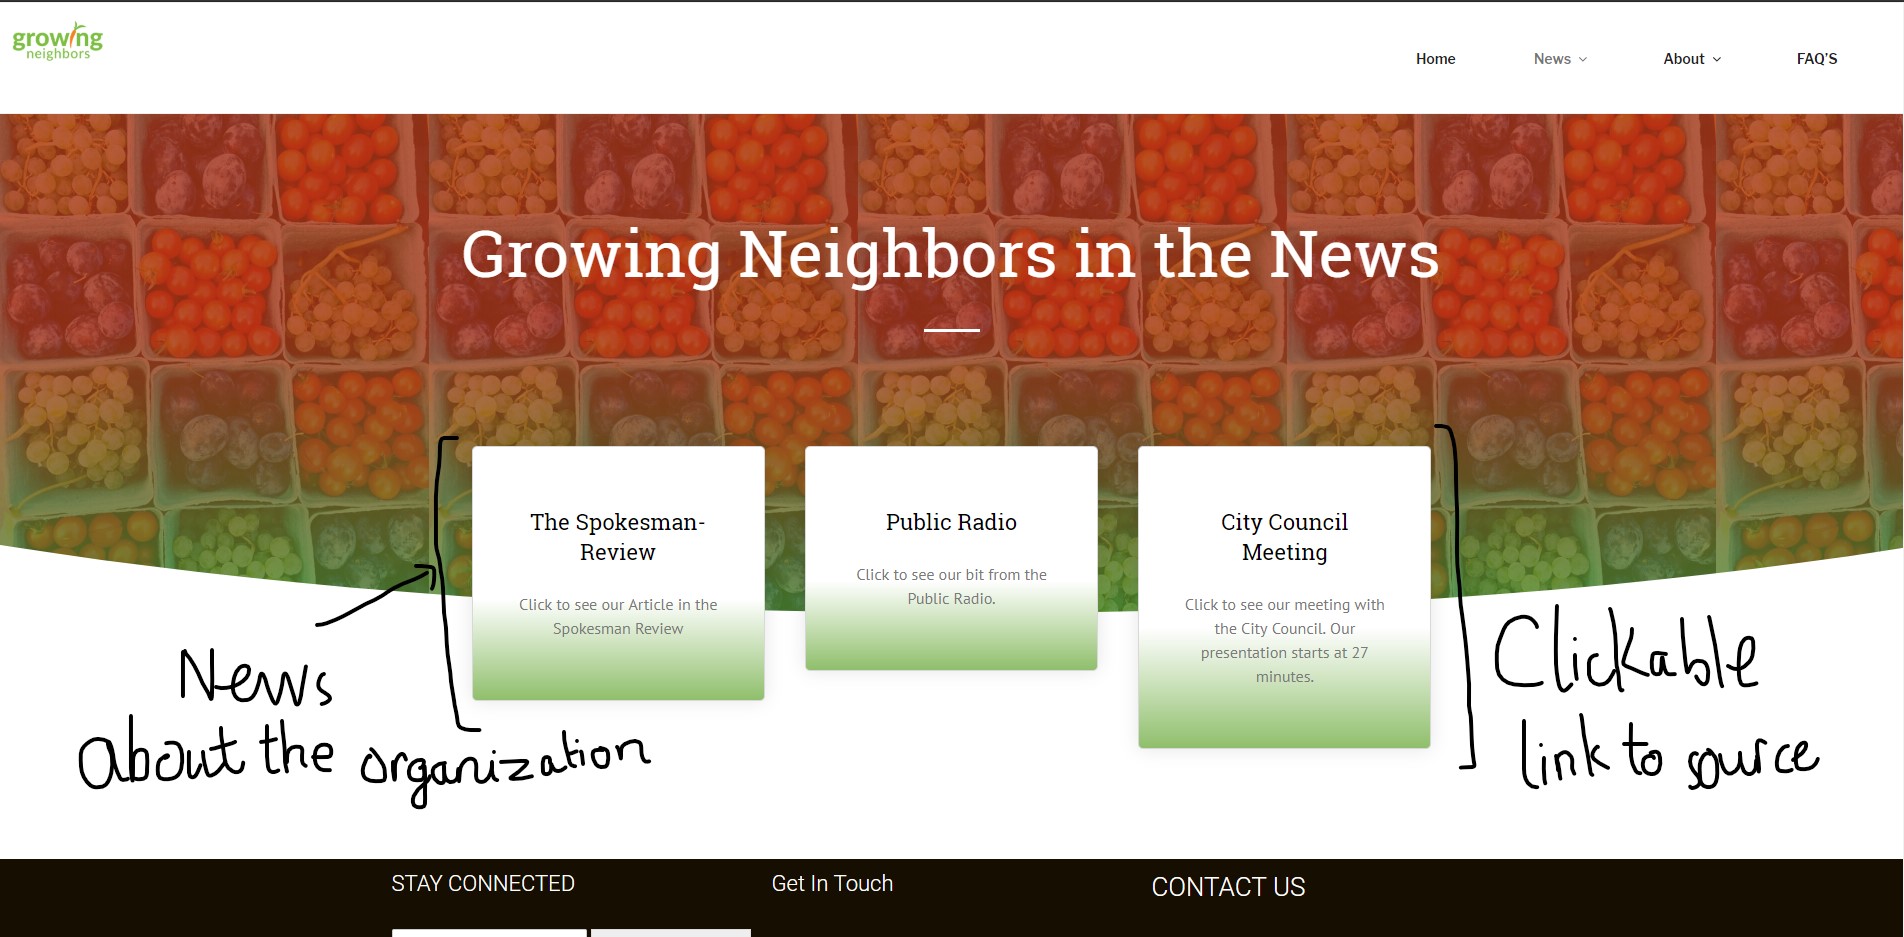 growing
neighbors
Home News About FAQ'S
Growing Neighbors in the News
The Spokesman-
Review
Click to see our Article in the
Spokesman Review
Public Radio
Click to see our bit from the
Public Radio.
City Council
Meeting
Click to see our meeting with
the City Council. Our
presentation starts at 27
minutes.
News
about the organization
Clickable
link to source
STAY CONNECTED
Get In Touch
CONTACT US